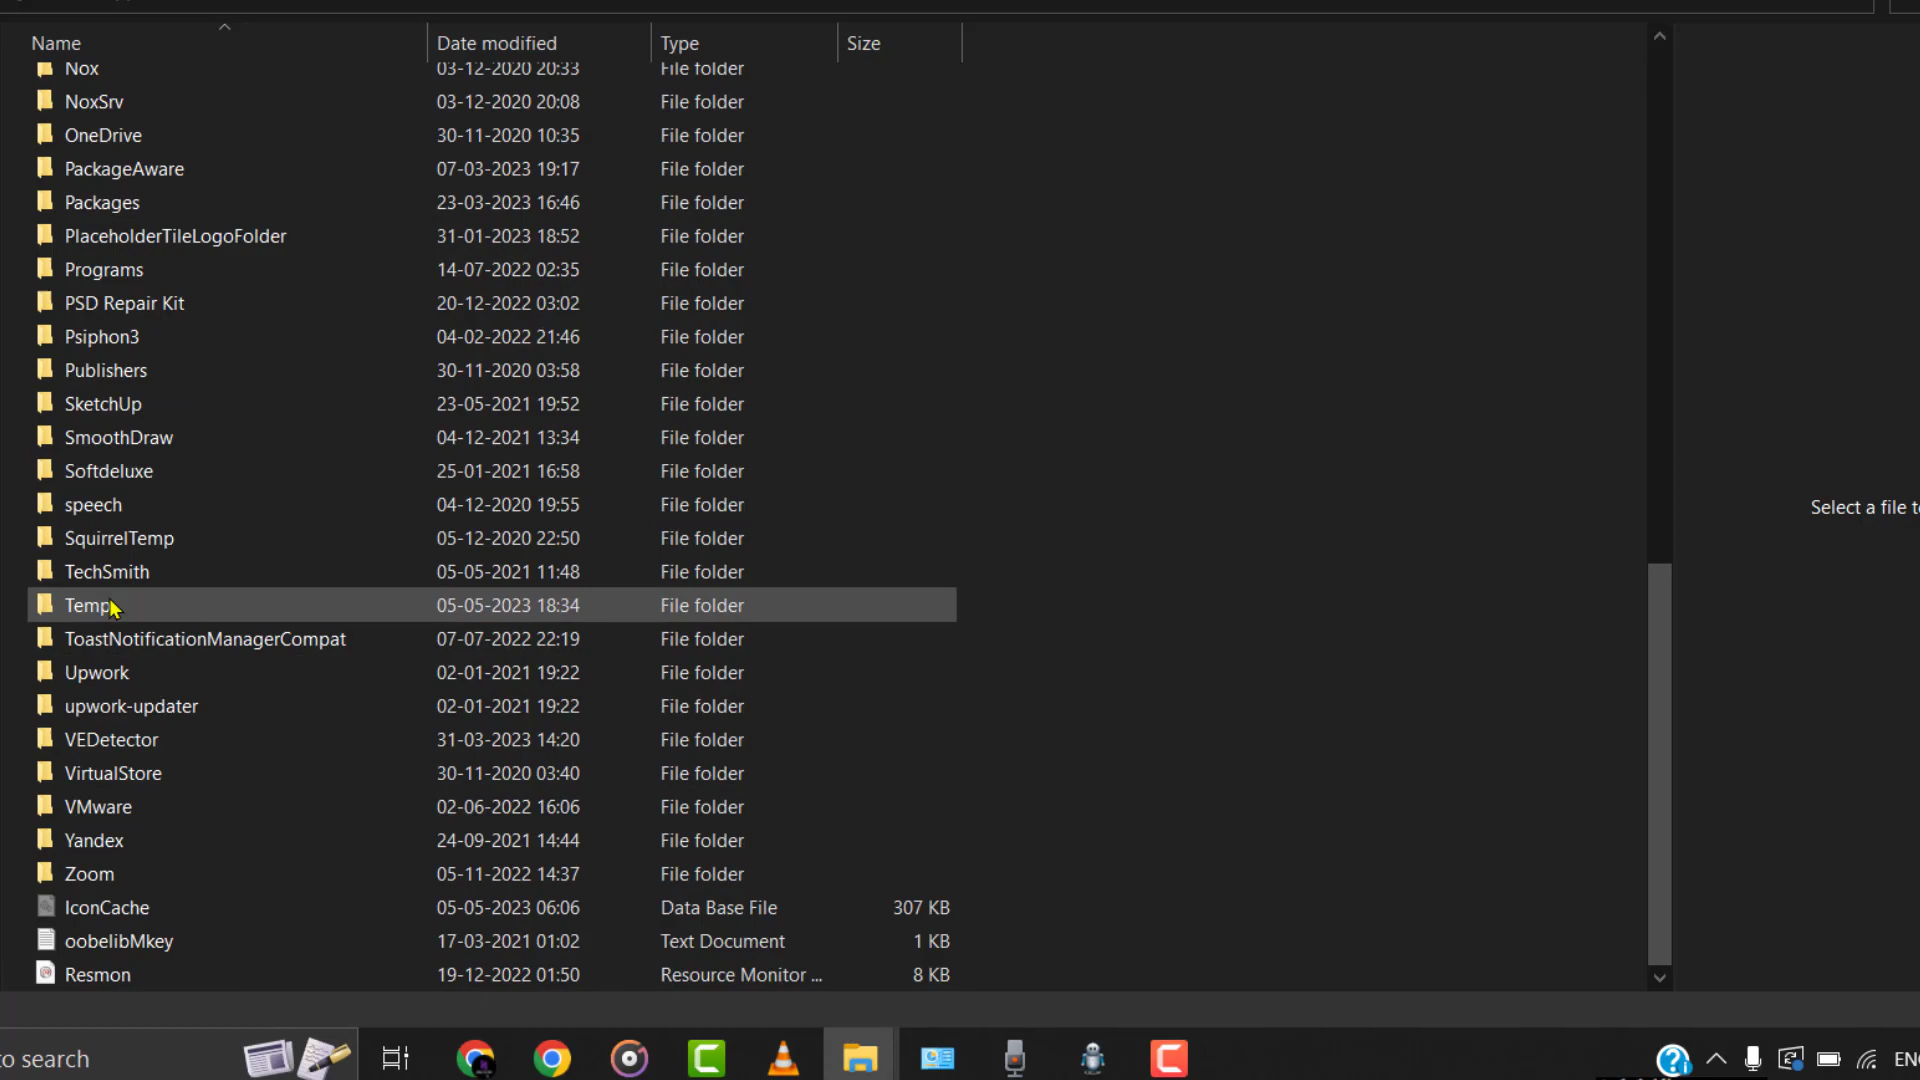 Name Date modified Type Size
Nox 03-12-2020 20:33 File folder
NoxSrv 03-12-2020 20:08 File folder
OneDrive 30-11-2020 10:35 File folder
PackageAware 07-03-2023 19:17 File folder
Packages 23-03-2023 16:46 File folder
PlaceholderTileLogoFolder 31-01-2023 18:52 File folder
Programs 14-07-2022 02:35 File folder
PSD Repair Kit 20-12-2022 03:02 File folder
Psiphon3 04-02-2022 21:46 File folder
Publishers 30-11-2020 03:58 File folder
SketchUp 23-05-2021 19:52 File folder
SmoothDraw 04-12-2021 13:34 File folder
Softdeluxe 25-01-2021 16:58 File folder
speech 04-12-2020 19:55 File folder
Select a file t
SquirrelTemp 05-12-2020 22:50 File folder
TechSmith 05-05-2021 11:48 File folder
Temp 05-05-2023 18:34 File folder
ToastNotificationManagerCompat 07-07-2022 22:19 File folder
Upwork 02-01-2021 19:22 File folder
upwork-updater 02-01-2021 19:22 File folder
VEDetector 31-03-2023 14:20 File folder
VirtualStore 30-11-2020 03:40 File folder
VMware 02-06-2022 16:06 File folder
Yandex 24-09-2021 14:44 File folder
Zoom 05-11-2022 14:37 File folder
IconCache 05-05-2023 06:06 Data Base File 307 KB
oobelibMkey 17-03-2021 01:02 Text Document 1 KB
Resmon 19-12-2022 01:50 Resource Monitor ... 8 KB
to search ENG